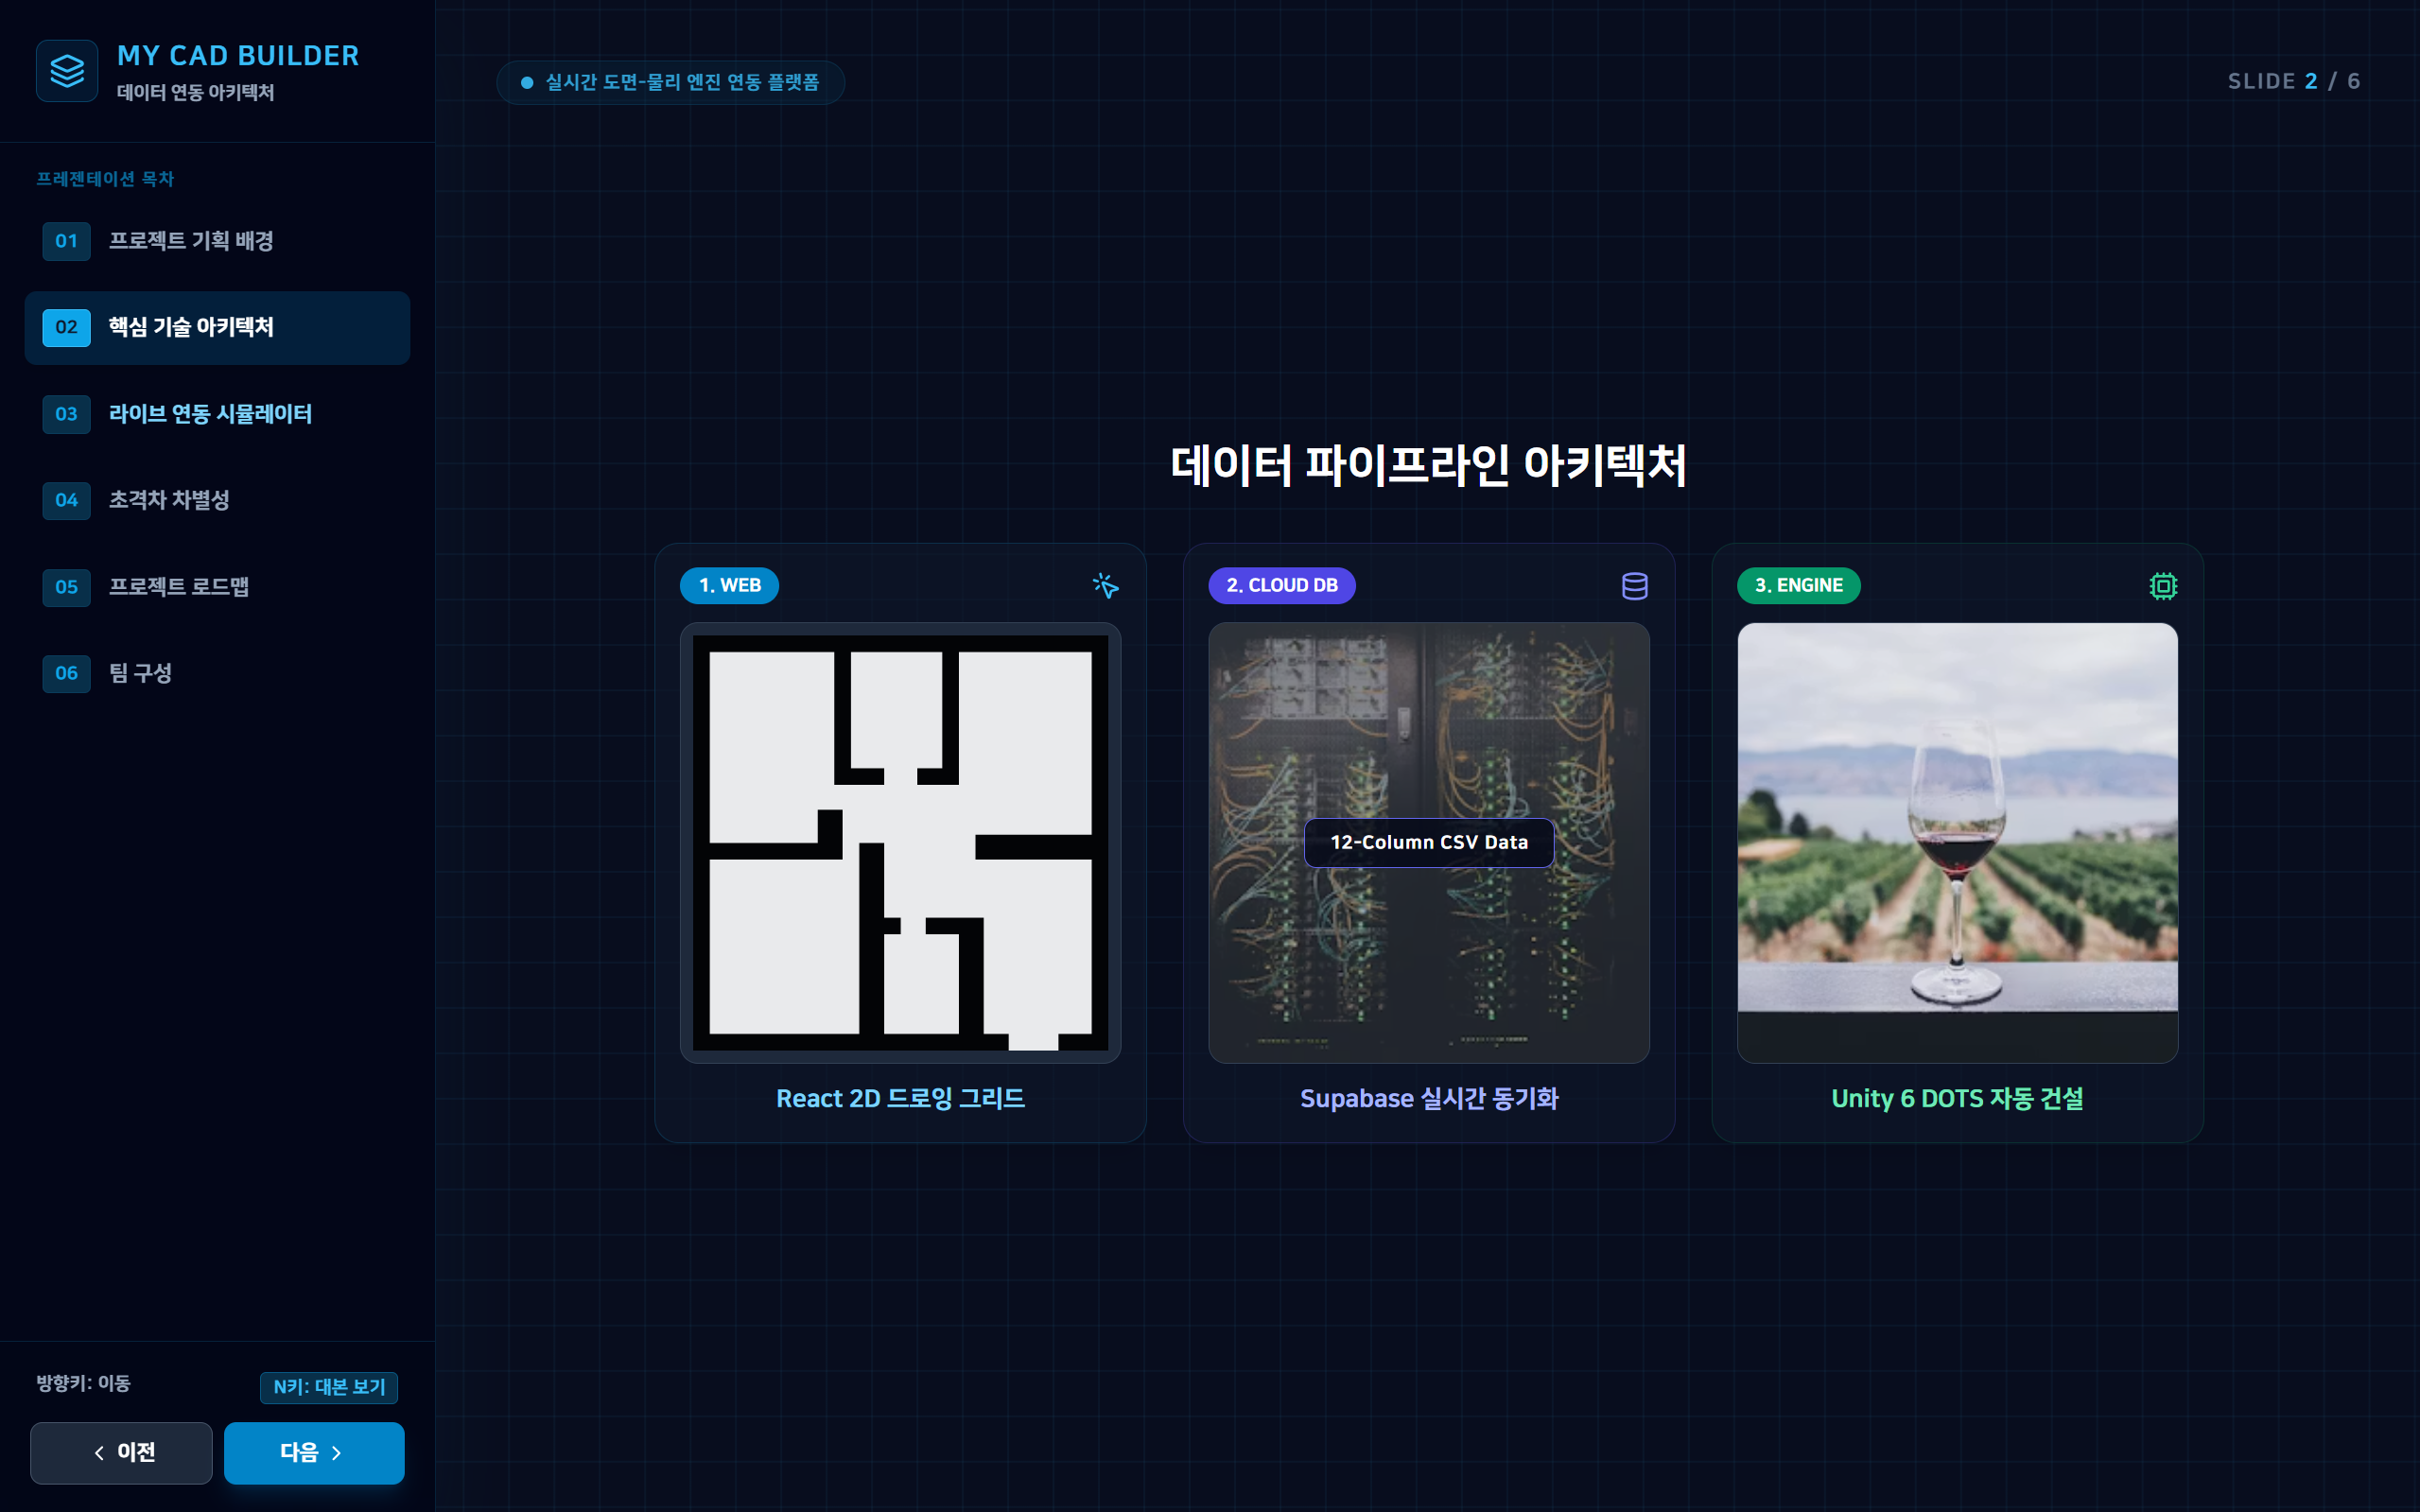 MY CAD BUILDER
데이터 연동 아키텍처
프레젠테이션 목차
01 프로젝트 기획 배경
02 핵심 기술 아키텍처
03 라이브 연동 시뮬레이터
04 초격차 차별성
05 프로젝트 로드맵
06 팀 구성
방향키: 이동
N키: 대본 보기
이전
다음
실시간 도면-물리 엔진 연동 플랫폼
SLIDE 2 / 6
데이터 파이프라인 아키텍처
1. WEB
React 2D 드로잉 그리드
2. CLOUD DB
12-Column CSV Data
Supabase 실시간 동기화
3. ENGINE
Unity 6 DOTS 자동 건설